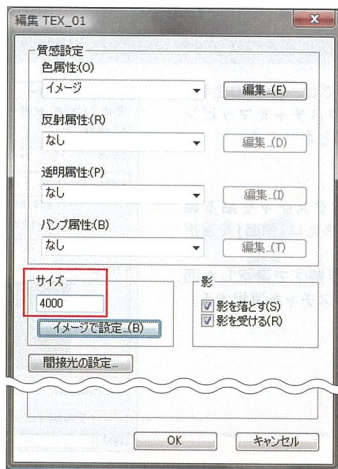 編集 TEX_01
質感設定
色属性:(O)
イメージ
編集...(E)
反射属性:(R)
なし
編集...(D)
透明属性:(P)
なし
編集...(I)
バンプ属性:(B)
なし
編集...(T)
サイズ
4000
イメージで設定...(B)
影
影を落とす(S)
影を受ける(R)
間接光の設定...
OK
キャンセル